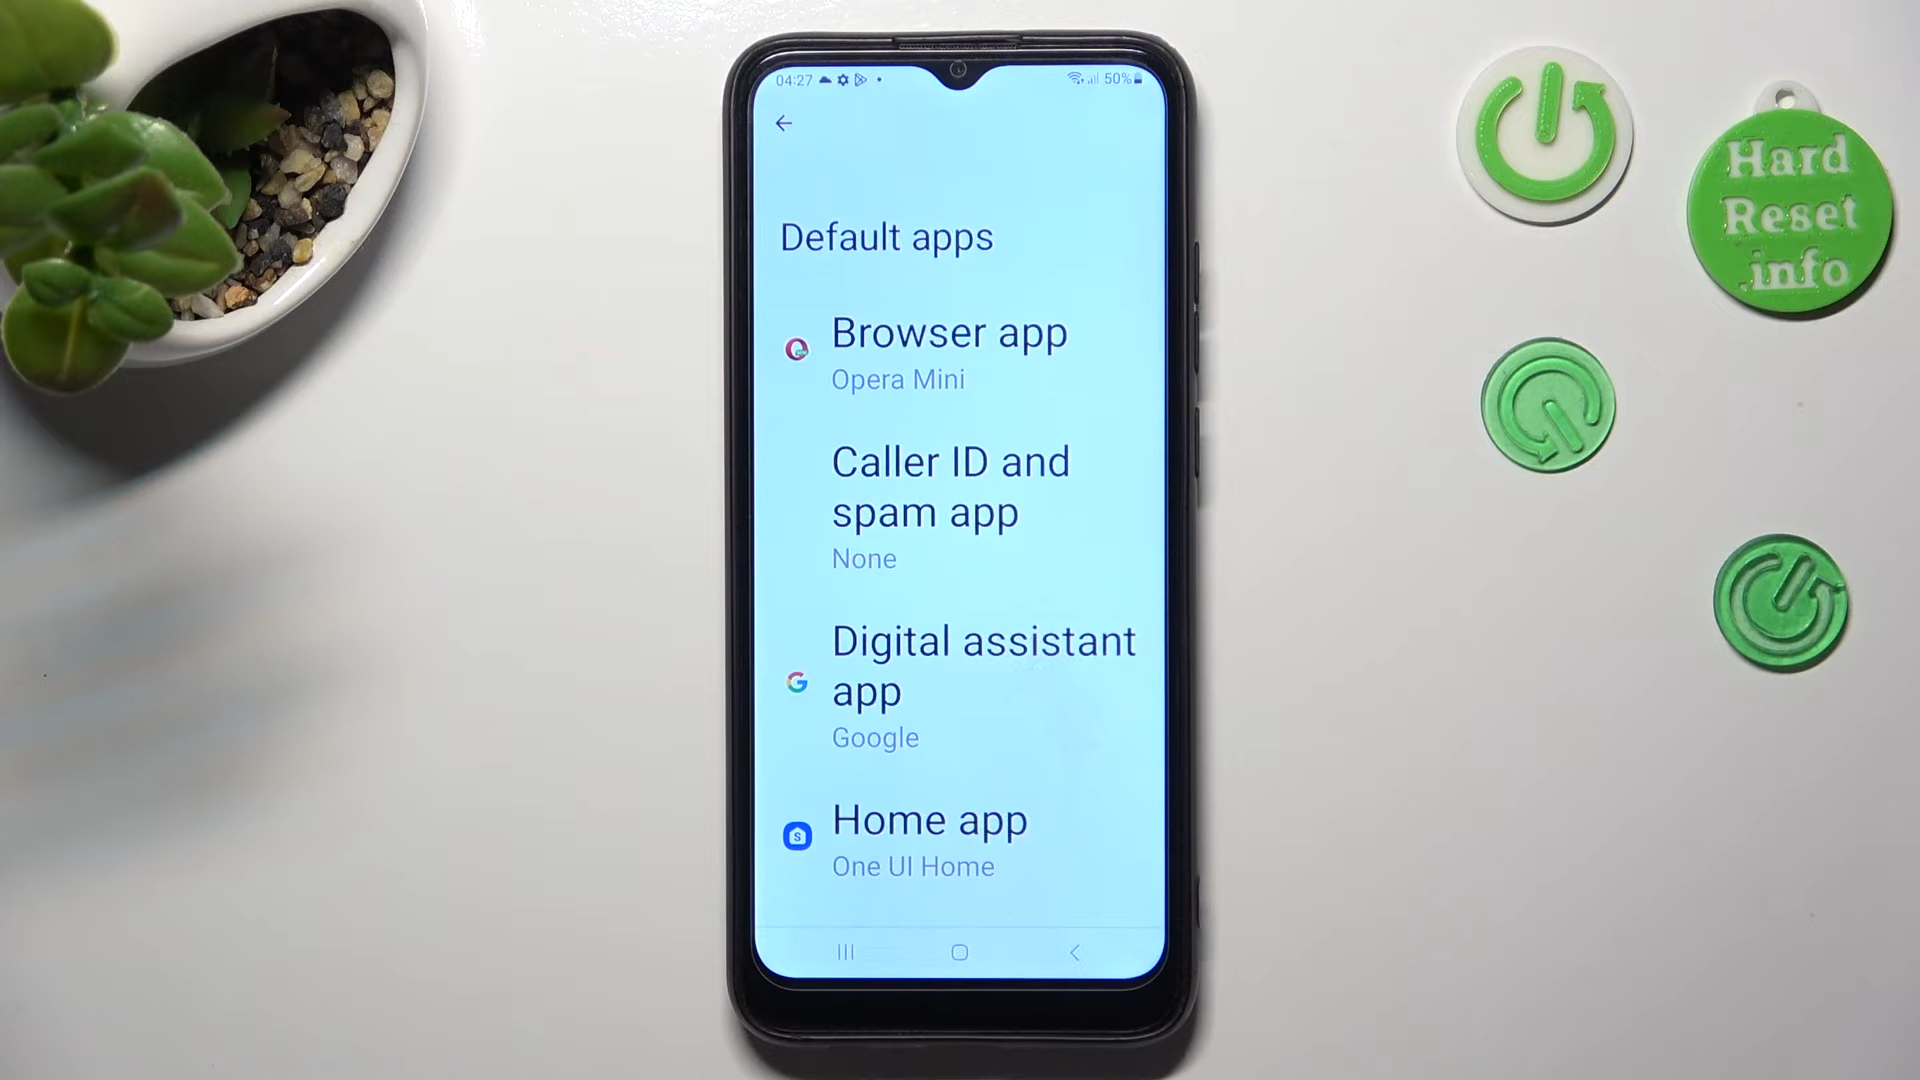 04:27
50%
Default apps
Browser app
Opera Mini
Caller ID and
spam app
None
Digital assistant
app
Google
Home app
One UI Home
Hard
Reset
.info